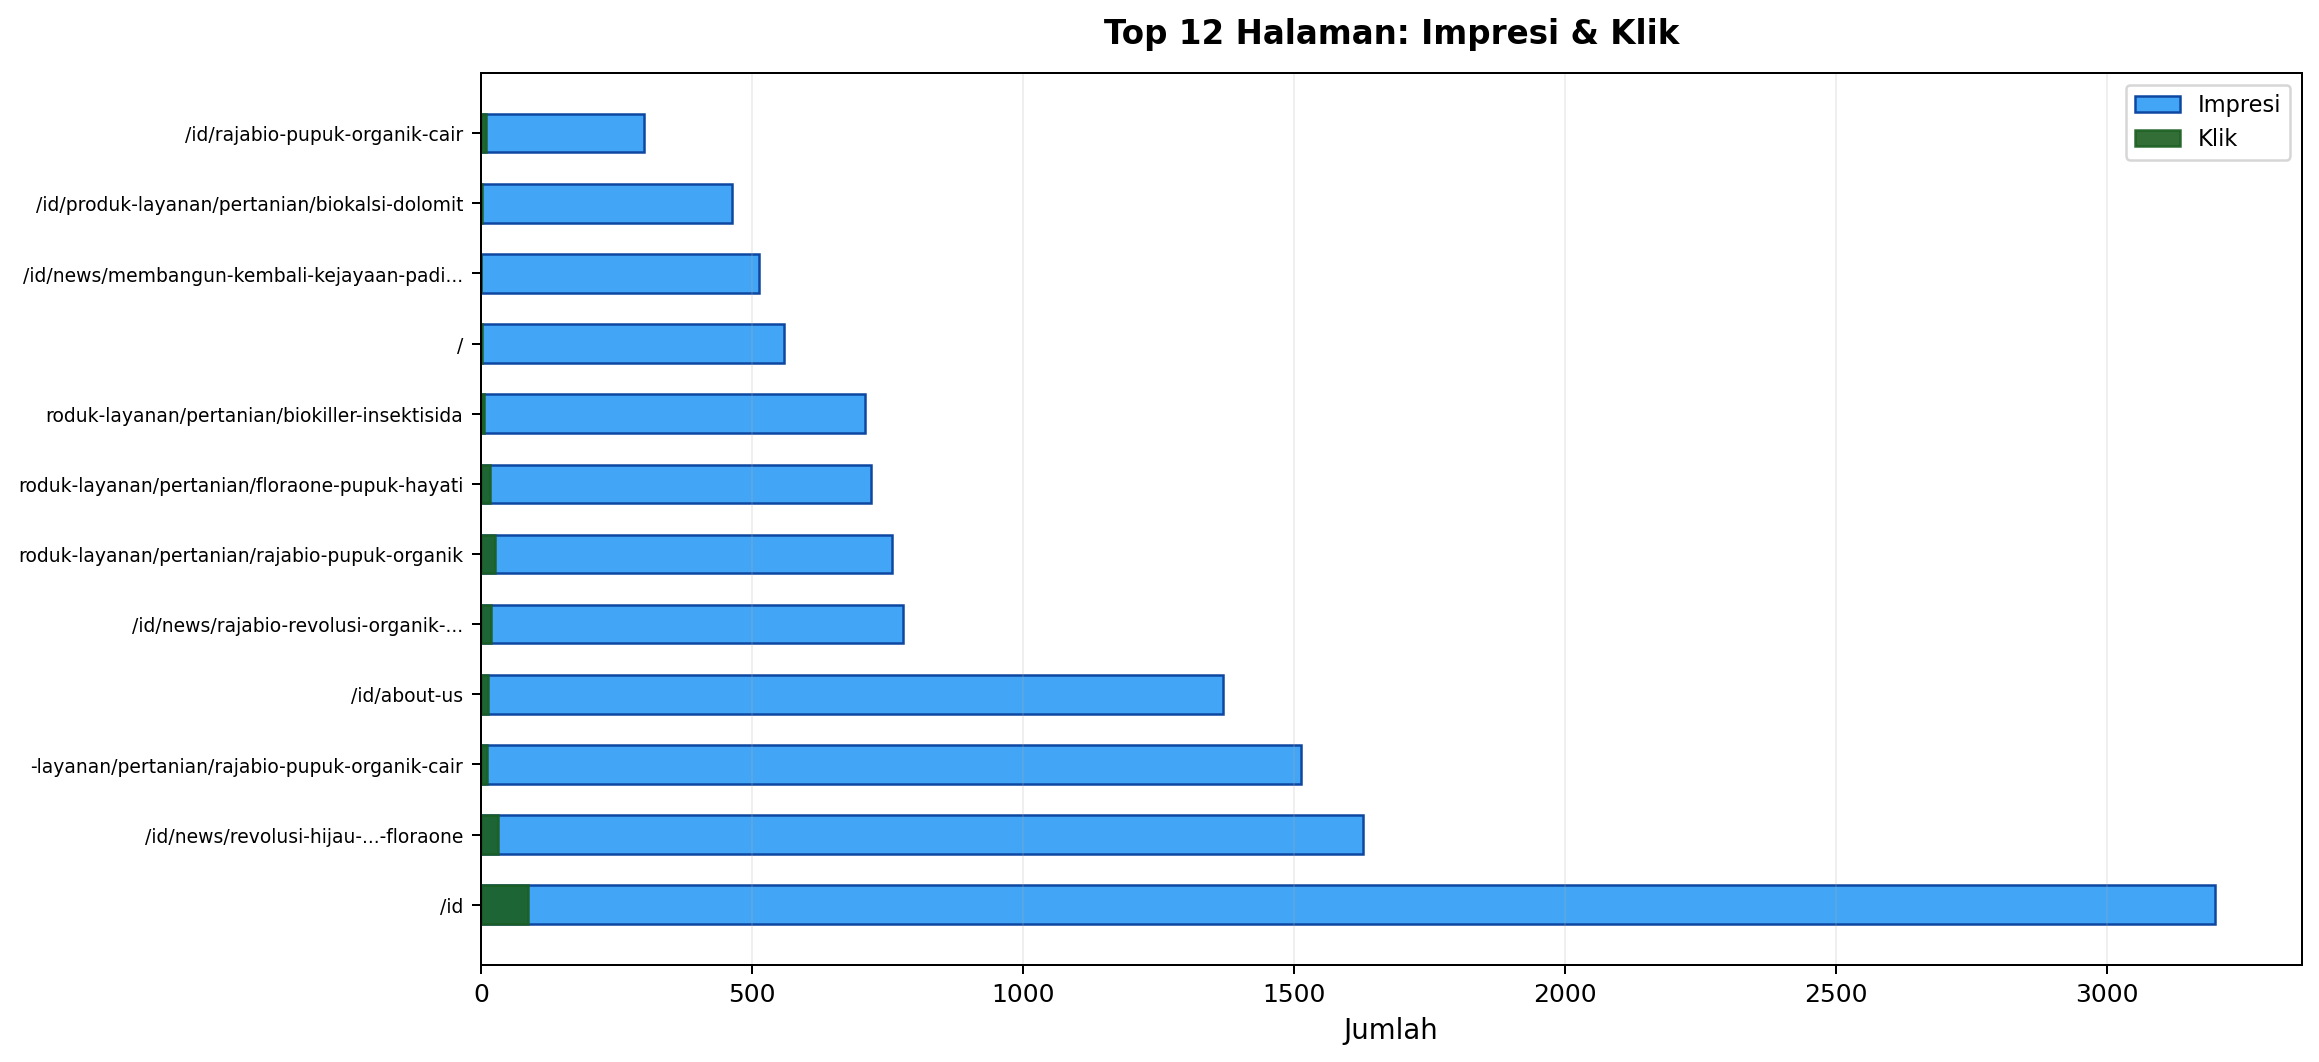 Top 12 Halaman: Impresi & Klik
Impresi
Klik
/id/rajabio-pupuk-organik-cair
/id/produk-layanan/pertanian/biokalsi-dolomit
/id/news/membangun-kembali-kejayaan-padi...
/
roduk-layanan/pertanian/biokiller-insektisida
roduk-layanan/pertanian/floraone-pupuk-hayati
roduk-layanan/pertanian/rajabio-pupuk-organik
/id/news/rajabio-revolusi-organik-...
/id/about-us
-layanan/pertanian/rajabio-pupuk-organik-cair
/id/news/revolusi-hijau-...-floraone
/id
0 500 1000 1500 2000 2500 3000
Jumlah